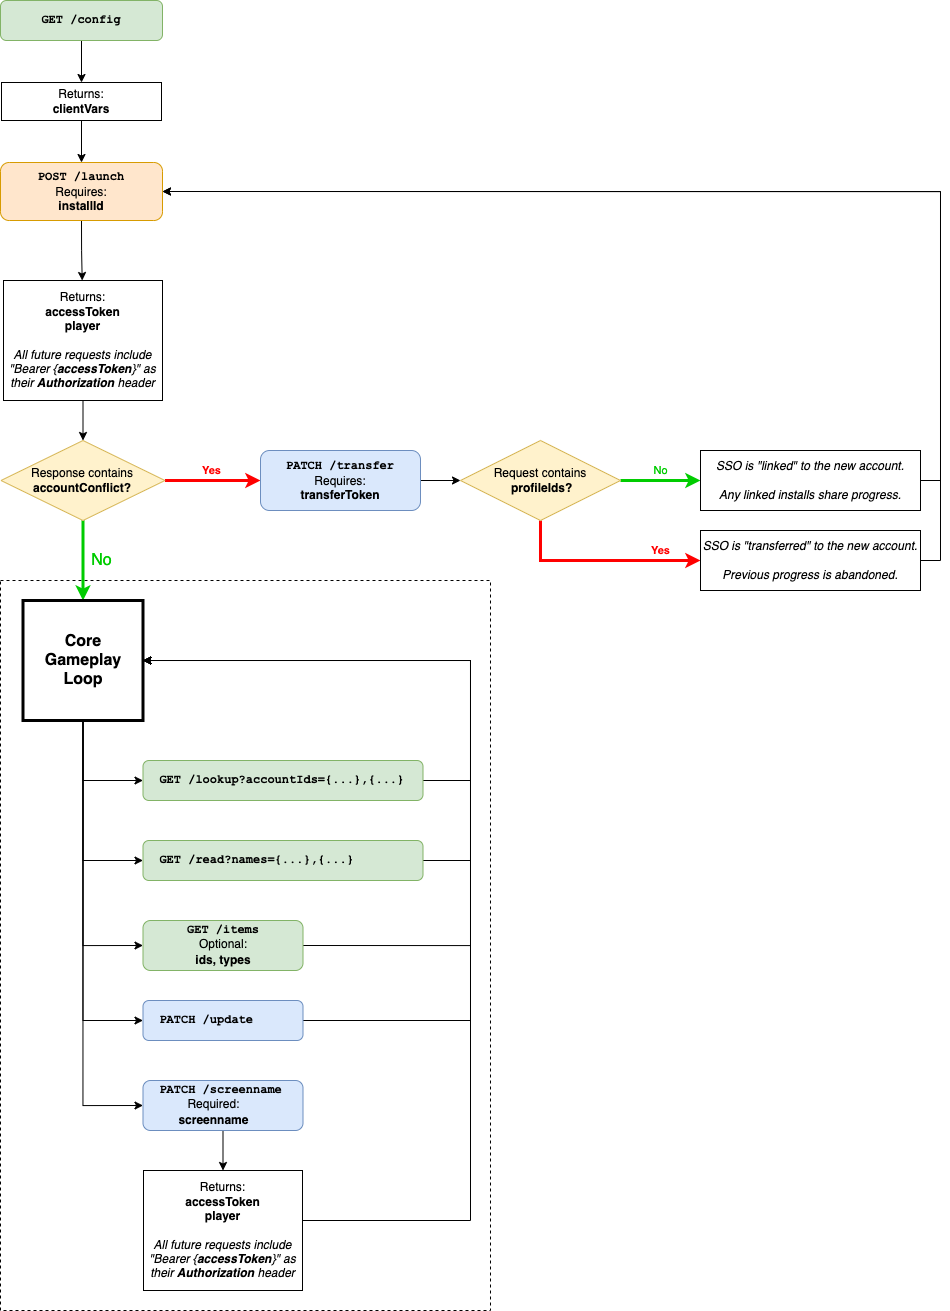 GET /config
Returns:
clientVars
POST /launch
Requires:
installId
Returns:
accessToken
player
All future requests include
"Bearer {accessToken}" as
their Authorization header
Response contains
accountConflict?
Yes
PATCH /transfer
Requires:
transferToken
Request contains
profileIds?
No
SSO is "linked" to the new account.
Any linked installs share progress.
Yes
SSO is "transferred" to the new account.
Previous progress is abandoned.
No
Core
Gameplay
Loop
GET /lookup?accountIds={...},{...}
GET /read?names={...},{...}
GET /items
Optional:
ids, types
PATCH /update
PATCH /screenname
Required:
screenname
Returns:
accessToken
player
All future requests include
"Bearer {accessToken}" as
their Authorization header